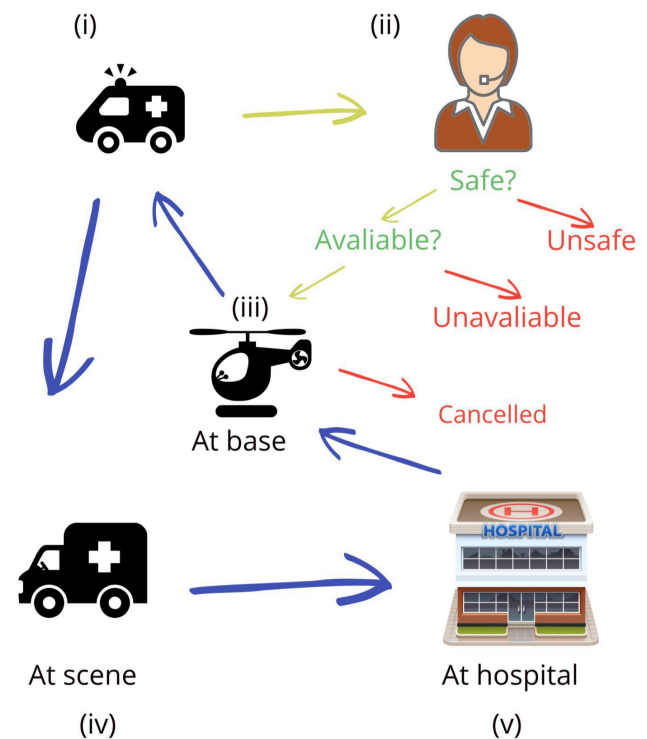 (i)
(ii)
Safe?
Avaliable?
Unsafe
(iii)
Unavaliable
Cancelled
At base
H
HOSPITAL
At scene
At hospital
(iv)
(v)